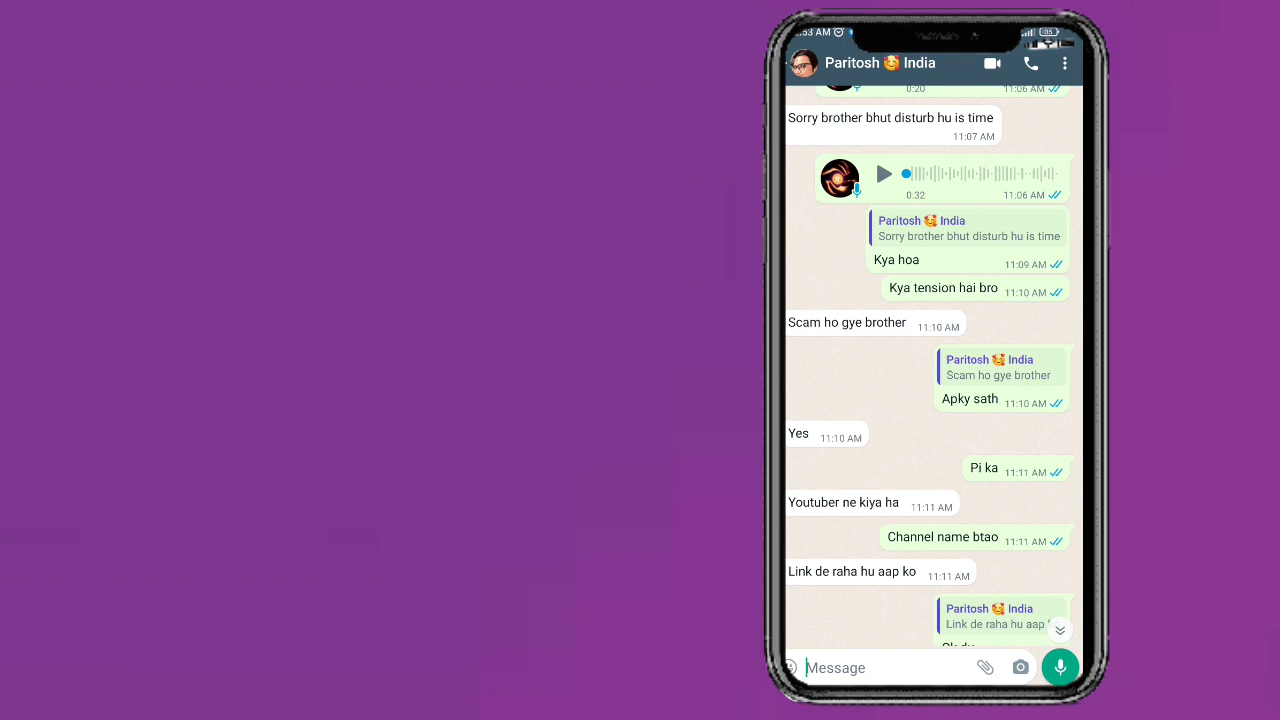 :53 AM
35
Paritosh 🥰 India
0:20 11:06 AM
Sorry brother bhut disturb hu is time
11:07 AM
0:32 11:06 AM
Paritosh 🥰 India
Sorry brother bhut disturb hu is time
Kya hoa 11:09 AM
Kya tension hai bro 11:10 AM
Scam ho gye brother 11:10 AM
Paritosh 🥰 India
Scam ho gye brother
Apky sath 11:10 AM
Yes 11:10 AM
Pi ka 11:11 AM
Youtuber ne kiya ha 11:11 AM
Channel name btao 11:11 AM
Link de raha hu aap ko 11:11 AM
Paritosh 🥰 India
Link de raha hu aap
Message